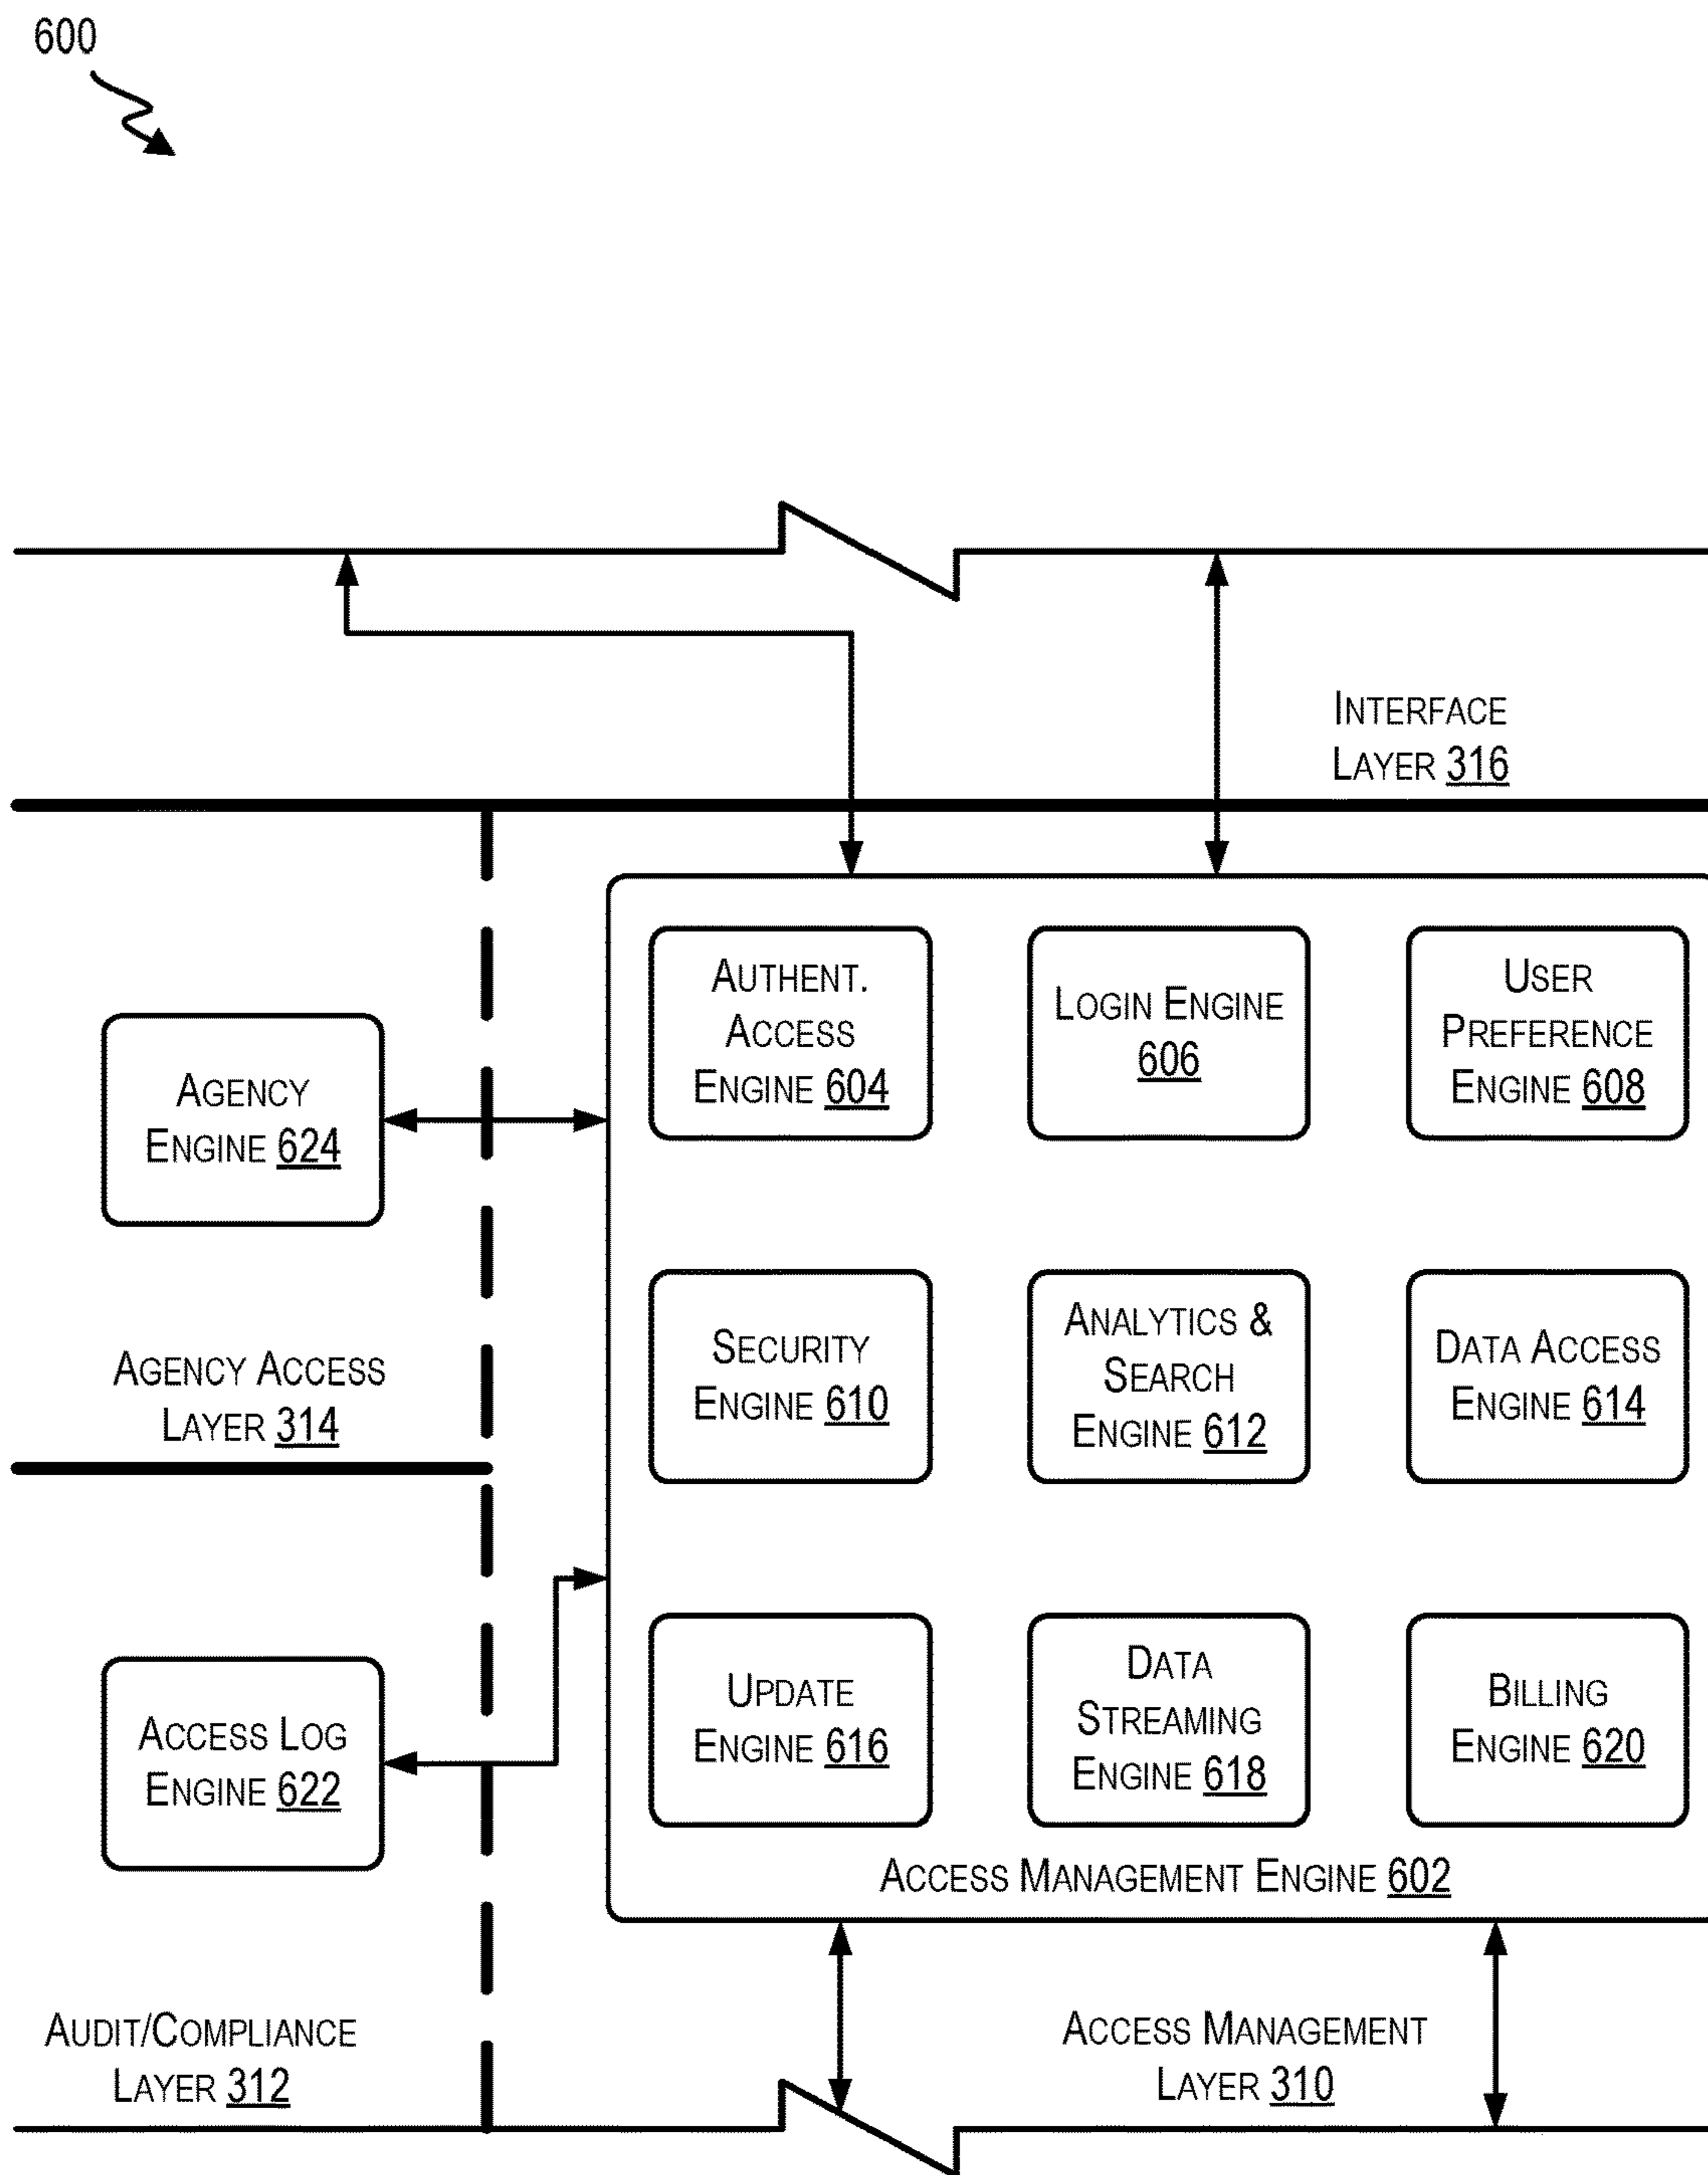 600
INTERFACE
LAYER 316
AUTHENT.
ACCESS
ENGINE 604
LOGIN ENGINE
606
USER
PREFERENCE
ENGINE 608
AGENCY
ENGINE 624
SECURITY
ENGINE 610
ANALYTICS &
SEARCH
ENGINE 612
DATA ACCESS
ENGINE 614
AGENCY ACCESS
LAYER 314
UPDATE
ENGINE 616
DATA
STREAMING
ENGINE 618
BILLING
ENGINE 620
ACCESS LOG
ENGINE 622
ACCESS MANAGEMENT ENGINE 602
AUDIT/COMPLIANCE
LAYER 312
ACCESS MANAGEMENT
LAYER 310